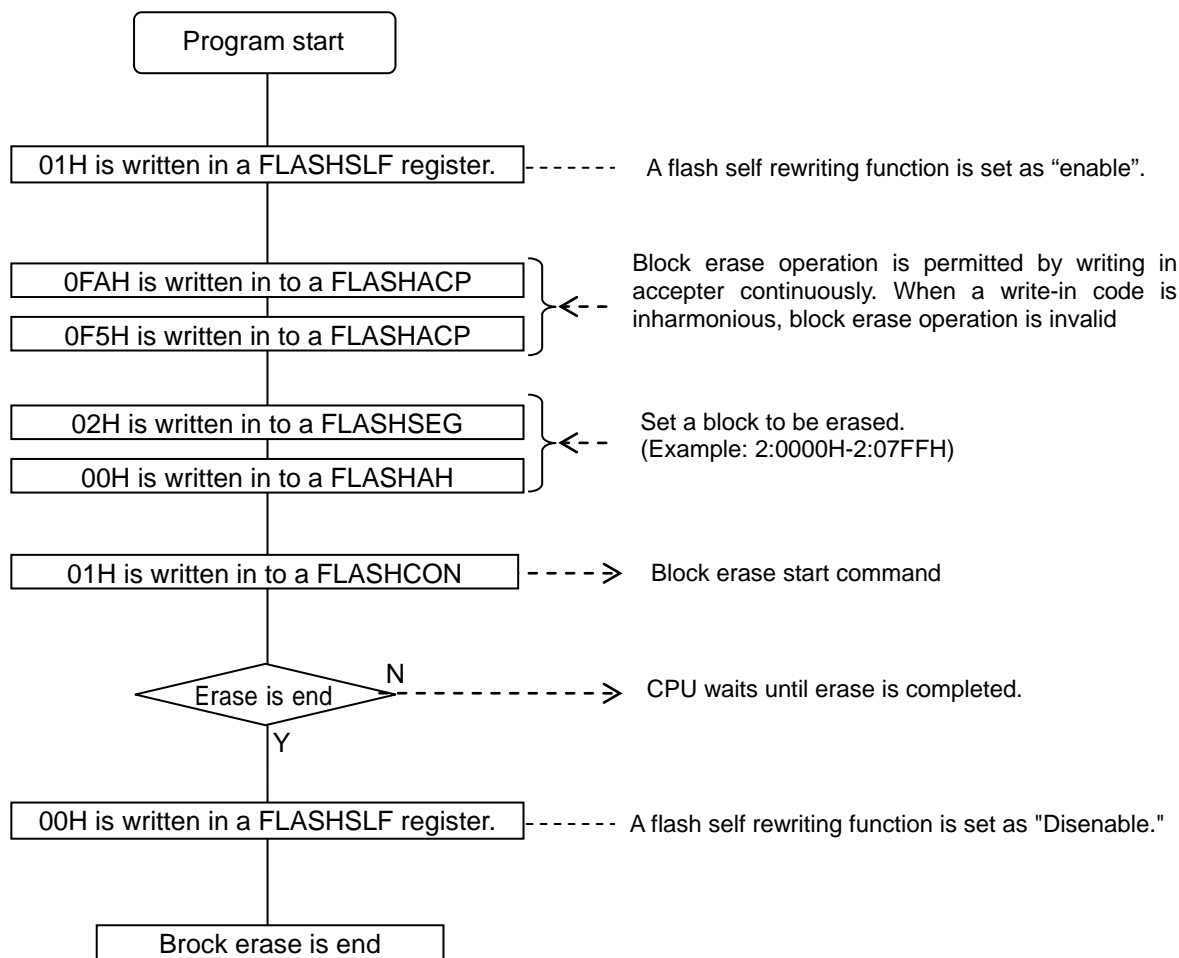 Program start
01H is written in a FLASHSLF register.
A flash self rewriting function is set as “enable”.
0FAH is written in to a FLASHACP
0F5H is written in to a FLASHACP
Block erase operation is permitted by writing in
accepter continuously. When a write-in code is
inharmonious, block erase operation is invalid
02H is written in to a FLASHSEG
00H is written in to a FLASHAH
Set a block to be erased.
(Example: 2:0000H-2:07FFH)
01H is written in to a FLASHCON
Block erase start command
Erase is end
N
CPU waits until erase is completed.
Y
00H is written in a FLASHSLF register.
A flash self rewriting function is set as "Disenable."
Brock erase is end